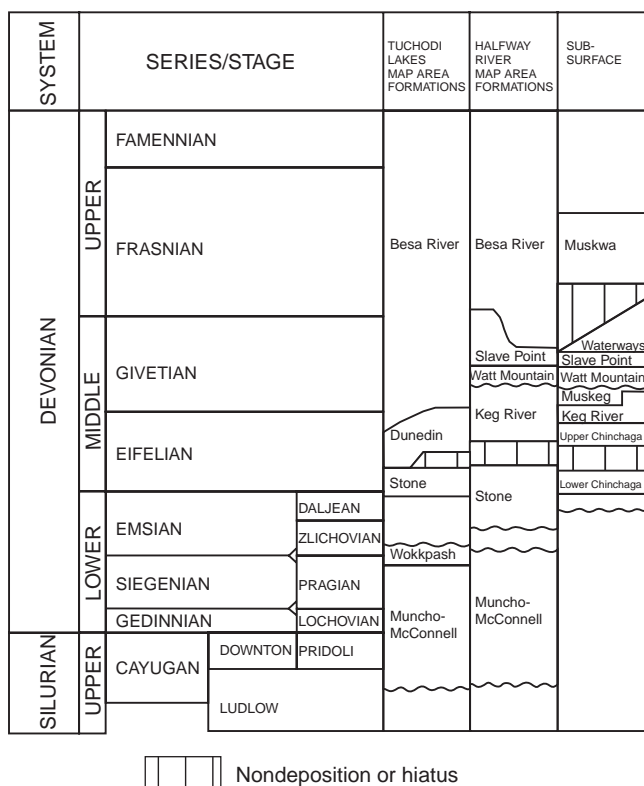 SYSTEM
SERIES/STAGE
TUCHODI
LAKES
MAP AREA
FORMATIONS
HALFWAY
RIVER
MAP AREA
FORMATIONS
SUB-
SURFACE
DEVONIAN
SILURIAN
UPPER
MIDDLE
LOWER
UPPER
FAMENNIAN
FRASNIAN
GIVETIAN
EIFELIAN
EMSIAN
SIEGENIAN
GEDINNIAN
CAYUGAN
DALJEAN
ZLICHOVIAN
PRAGIAN
LOCHOVIAN
DOWNTON
PRIDOLI
LUDLOW
Besa River
Dunedin
Stone
Wokkpash
Muncho-
McConnell
Besa River
Slave Point
Watt Mountain
Keg River
Stone
Muncho-
McConnell
Muskwa
Waterways
Slave Point
Watt Mountain
Muskeg
Keg River
Upper Chinchaga
Lower Chinchaga
Nondeposition or hiatus